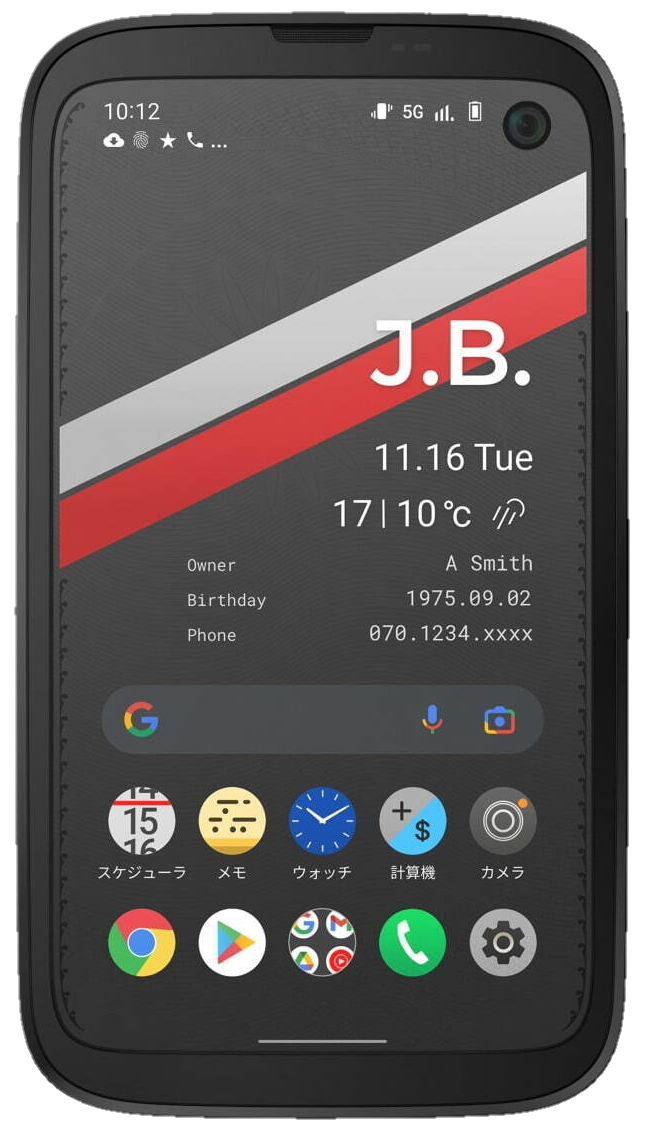 10:12
5G
...
J.B.
11.16 Tue
17|10℃
Owner A Smith
Birthday 1975.09.02
Phone 070.1234.xxxx
14
15
16
+
$
スケジューラ メモ ウォッチ 計算機 カメラ